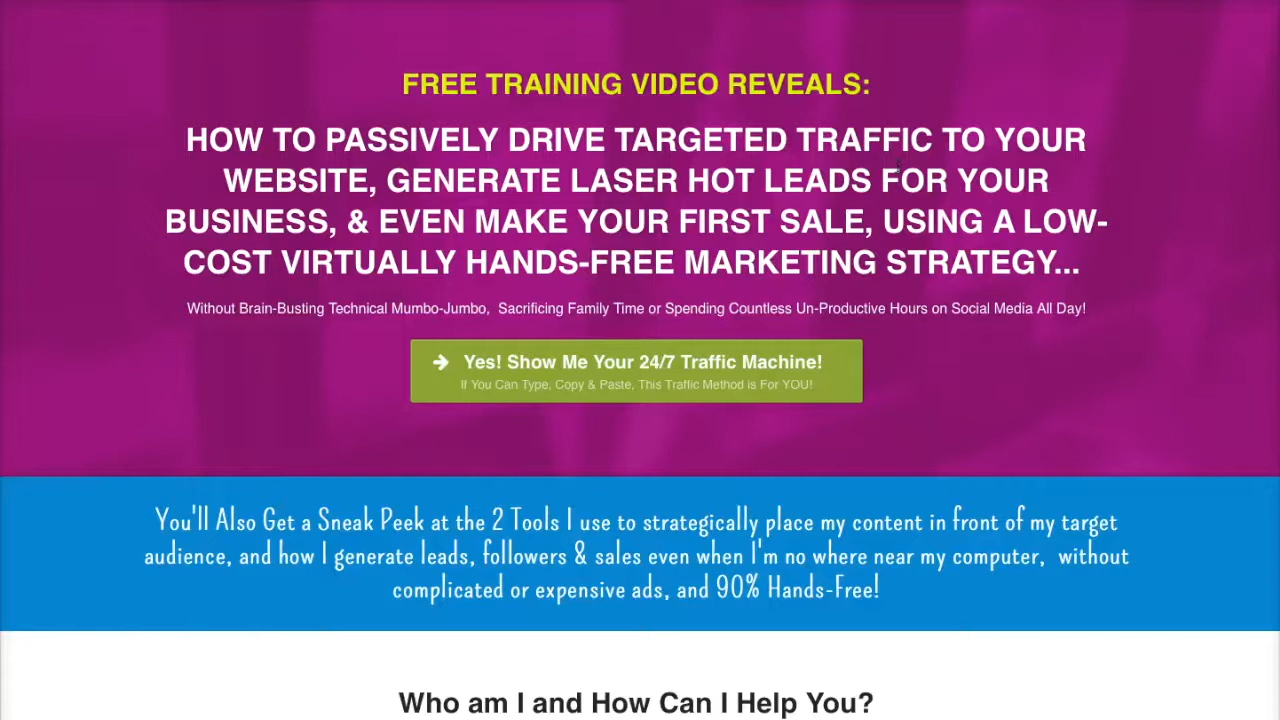 FREE TRAINING VIDEO REVEALS:
HOW TO PASSIVELY DRIVE TARGETED TRAFFIC TO YOUR
WEBSITE, GENERATE LASER HOT LEADS FOR YOUR
BUSINESS, & EVEN MAKE YOUR FIRST SALE, USING A LOW-
COST VIRTUALLY HANDS-FREE MARKETING STRATEGY...
Without Brain-Busting Technical Mumbo-Jumbo, Sacrificing Family Time or Spending Countless Un-Productive Hours on Social Media All Day!
Yes! Show Me Your 24/7 Traffic Machine!
If You Can Type, Copy & Paste, This Traffic Method is For YOU!
You'll Also Get a Sneak Peek at the 2 Tools I use to strategically place my content in front of my target
audience, and how I generate leads, followers & sales even when I'm no where near my computer, without
complicated or expensive ads, and 90% Hands-Free!
Who am I and How Can I Help You?